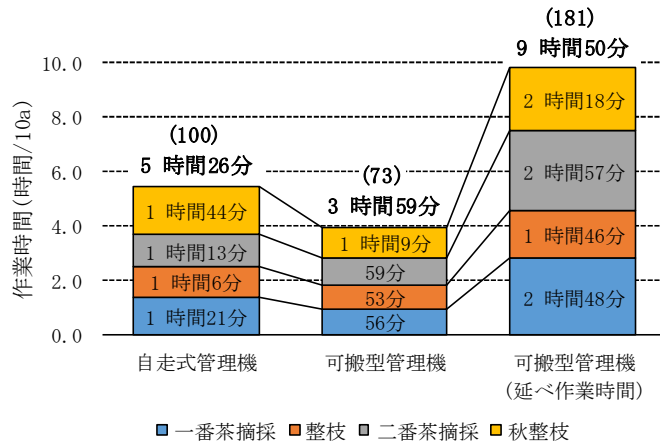 作業時間(時間/10a)
10.0
8.0
6.0
4.0
2.0
0.0
(100)
5 時間26分
1 時間44分
1 時間13分
1 時間6分
1 時間21分
自走式管理機
(73)
3 時間59分
1 時間9分
59分
53分
56分
可搬型管理機
(181)
9 時間50分
2 時間18分
2 時間57分
1 時間46分
2 時間48分
可搬型管理機
(延べ作業時間)
一番茶摘採 整枝 二番茶摘採 秋整枝